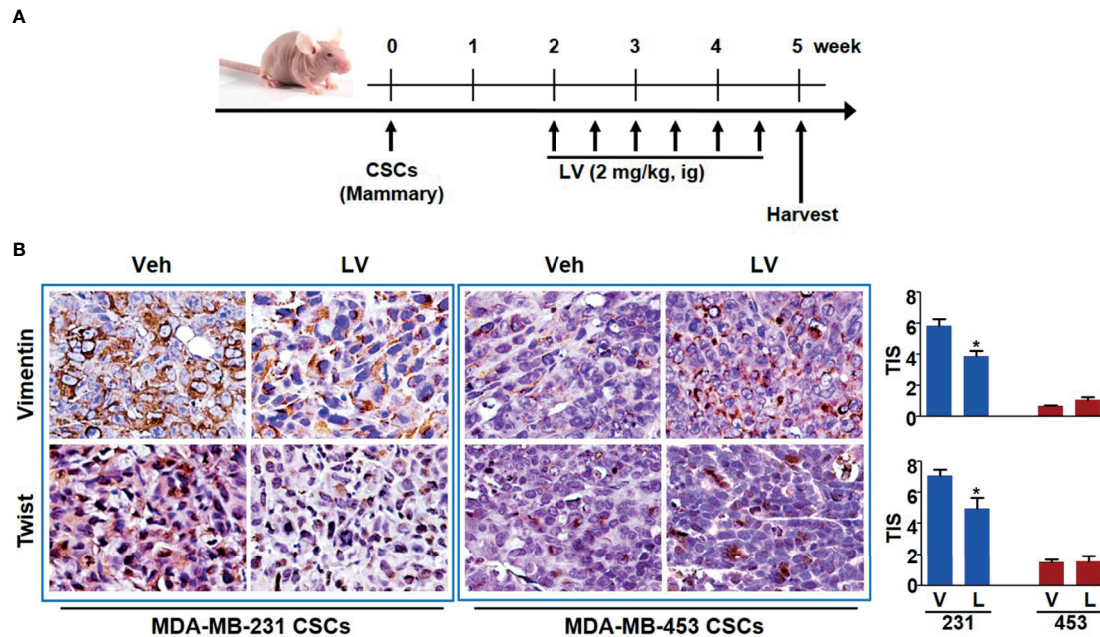 A
0 1 2 3 4 5 week
CSCs
(Mammary)
LV (2 mg/kg, ig)
Harvest
B
Veh LV Veh LV
Vimentin
Twist
MDA-MB-231 CSCs
MDA-MB-453 CSCs
8
6
4
2
0
TIS
*
8
6
4
2
0
TIS
*
V L V L
231 453